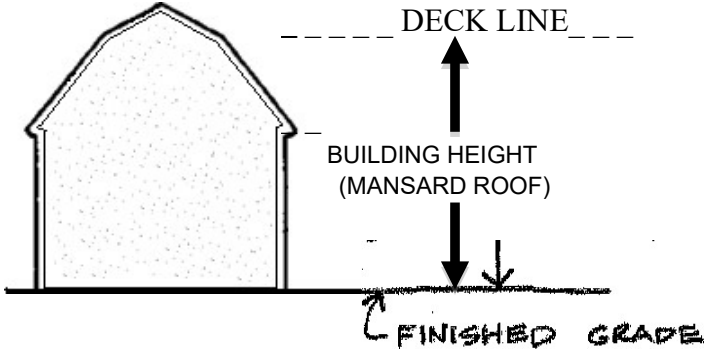 DECK LINE
BUILDING HEIGHT
(MANSARD ROOF)
FINISHED GRADE